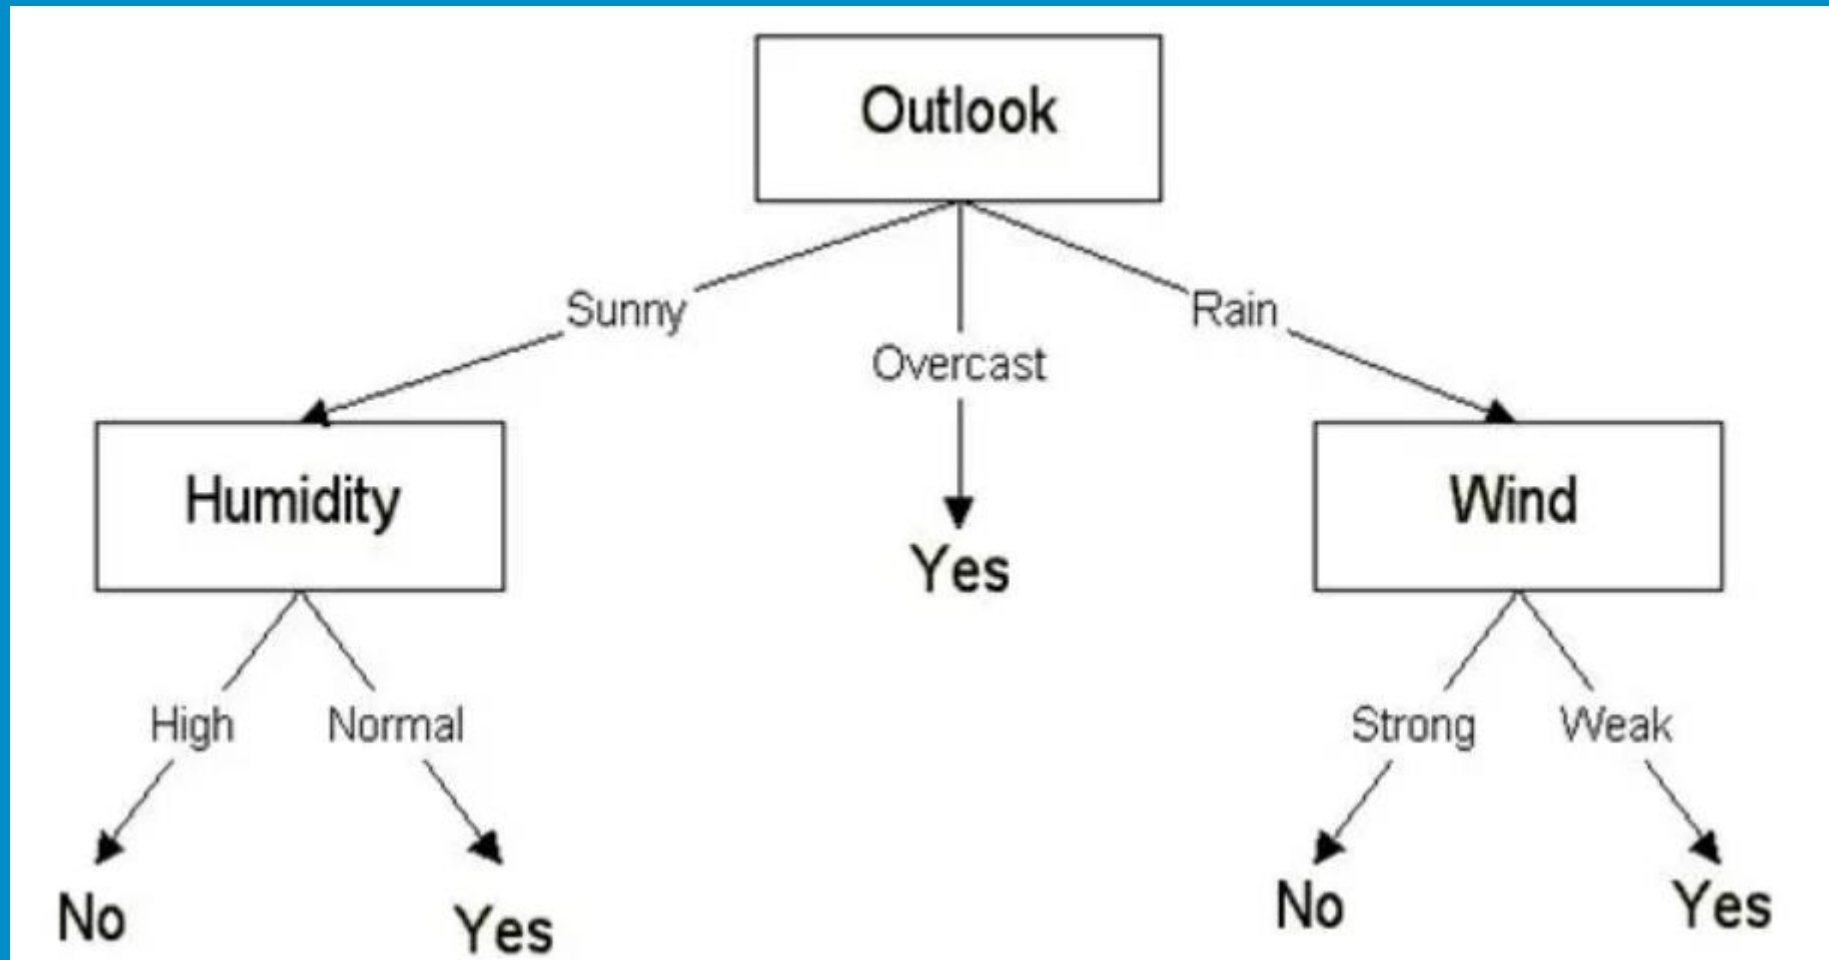 Outlook
Sunny
Overcast
Rain
Humidity
Yes
Wind
High
Normal
Strong
Weak
No
Yes
No
Yes